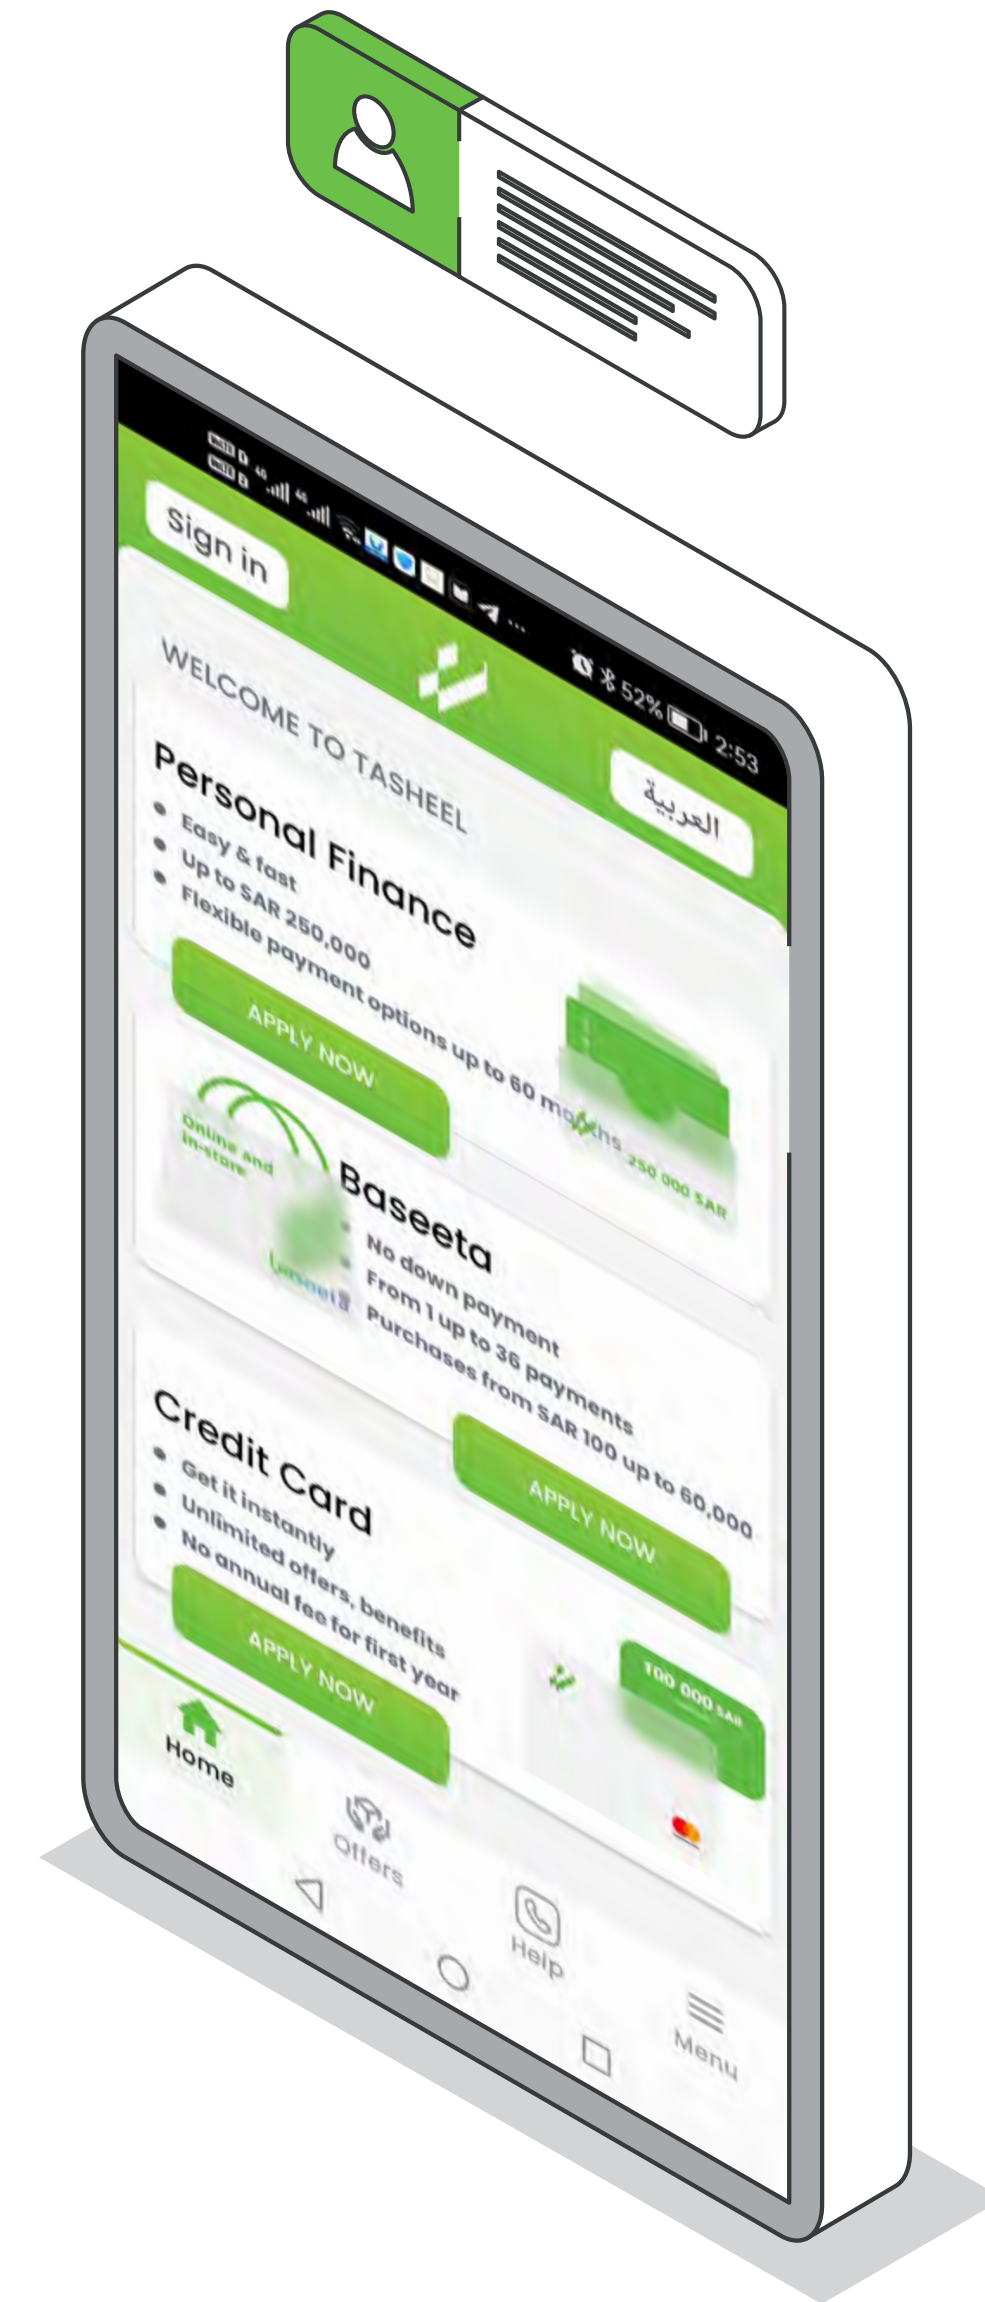 52% 2:53
Sign in
العربية
WELCOME TO TASHEEL
Personal Finance
Easy & fast
Up to SAR 250,000
Flexible payment options up to 60 months
250 000 SAR
APPLY NOW
Online and
in-store
Baseeta
No down payment
From 1 up to 36 payments
Purchases from SAR 100 up to 60,000
APPLY NOW
Credit Card
Get it instantly
Unlimited offers, benefits
No annual fee for first year
100 000 SAR
APPLY NOW
Home
Offers
Help
Menu